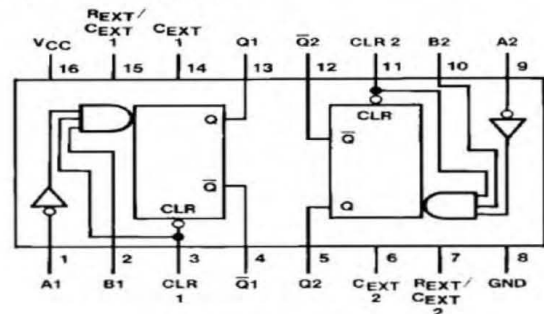 REXT/
CEXT
1
CEXT
1
VCC
Q1
Q̅2
CLR 2
B2
A2
16
15
14
13
12
11
10
9
Q
CLR
Q̅
Q̅
CLR
Q
1
2
3
4
5
6
7
8
A1
B1
CLR
1
Q̅1
Q2
CEXT
2
REXT/
CEXT
2
GND